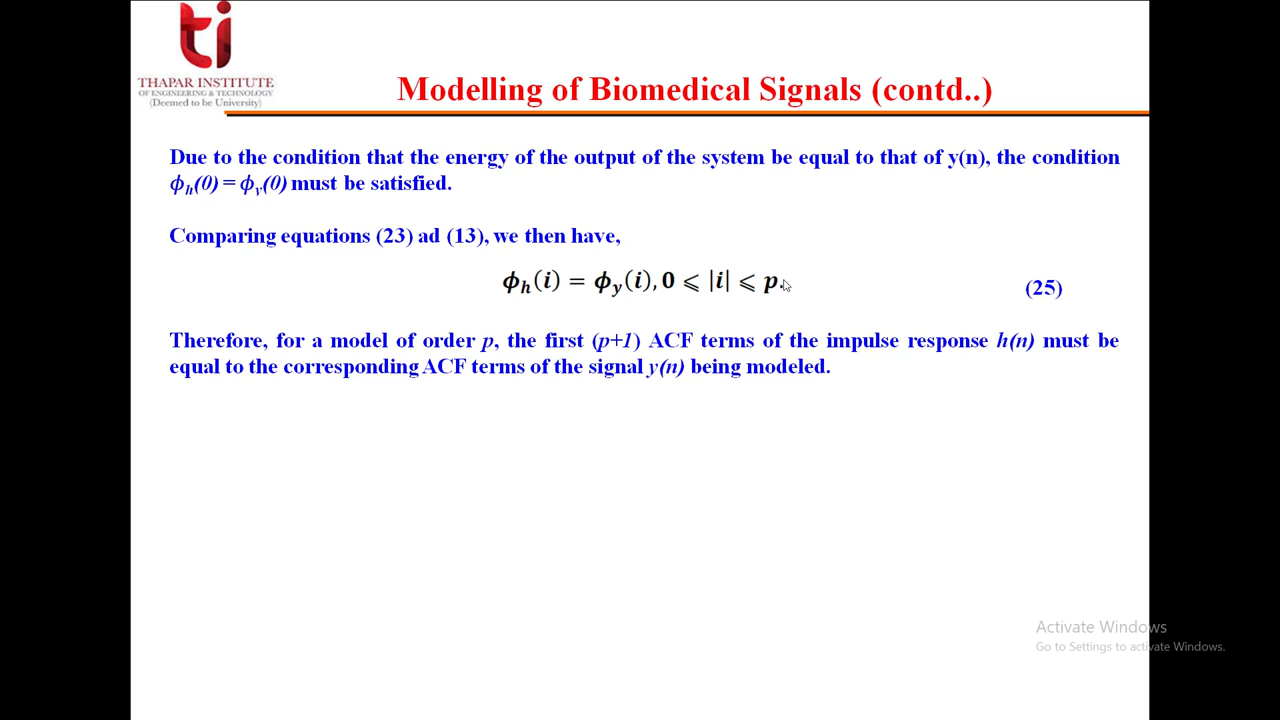 ti
THAPAR INSTITUTE
OF ENGINEERING & TECHNOLOGY
(Deemed to be University)
Modelling of Biomedical Signals (contd..)
Due to the condition that the energy of the output of the system be equal to that of y(n), the condition
ϕh(0) = ϕy(0) must be satisfied.
Comparing equations (23) ad (13), we then have,
ϕh(i) = ϕy(i), 0 ⩽ |i| ⩽ p.
(25)
Therefore, for a model of order p, the first (p+1) ACF terms of the impulse response h(n) must be
equal to the corresponding ACF terms of the signal y(n) being modeled.
Activate Windows
Go to Settings to activate Windows.